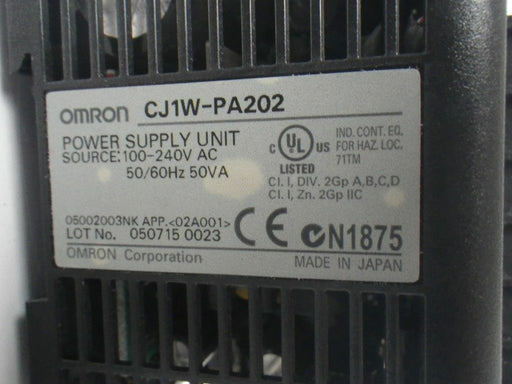 OMRON CJ1W-PA202
POWER SUPPLY UNIT
SOURCE: 100-240V AC
50/60Hz 50VA
C UL US
LISTED
IND. CONT. EQ.
FOR HAZ. LOC.
71TM
Cl. I, DIV. 2Gp A,B,C,D
Cl. I, Zn. 2Gp IIC
05002003NK APP.<02A001>
LOT No. 050715 0023
CE N1875
OMRON Corporation
MADE IN JAPAN